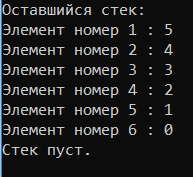 Оставшийся стек:
Элемент номер 1 : 5
Элемент номер 2 : 4
Элемент номер 3 : 3
Элемент номер 4 : 2
Элемент номер 5 : 1
Элемент номер 6 : 0
Стек пуст.